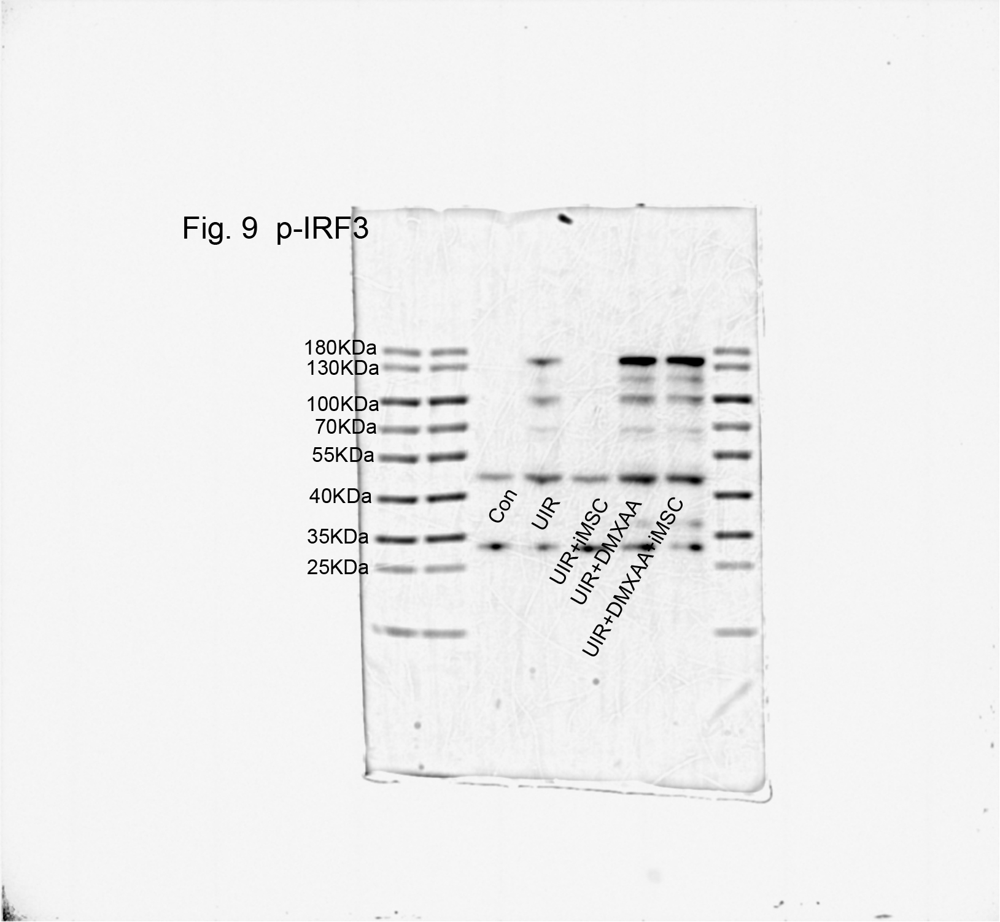 Fig. 9 p-IRF3
180KDa
130KDa
100KDa
70KDa
55KDa
40KDa
35KDa
25KDa
Con
UIR
UIR+iMSC
UIR+DMXAA
UIR+DMXAA+iMSC